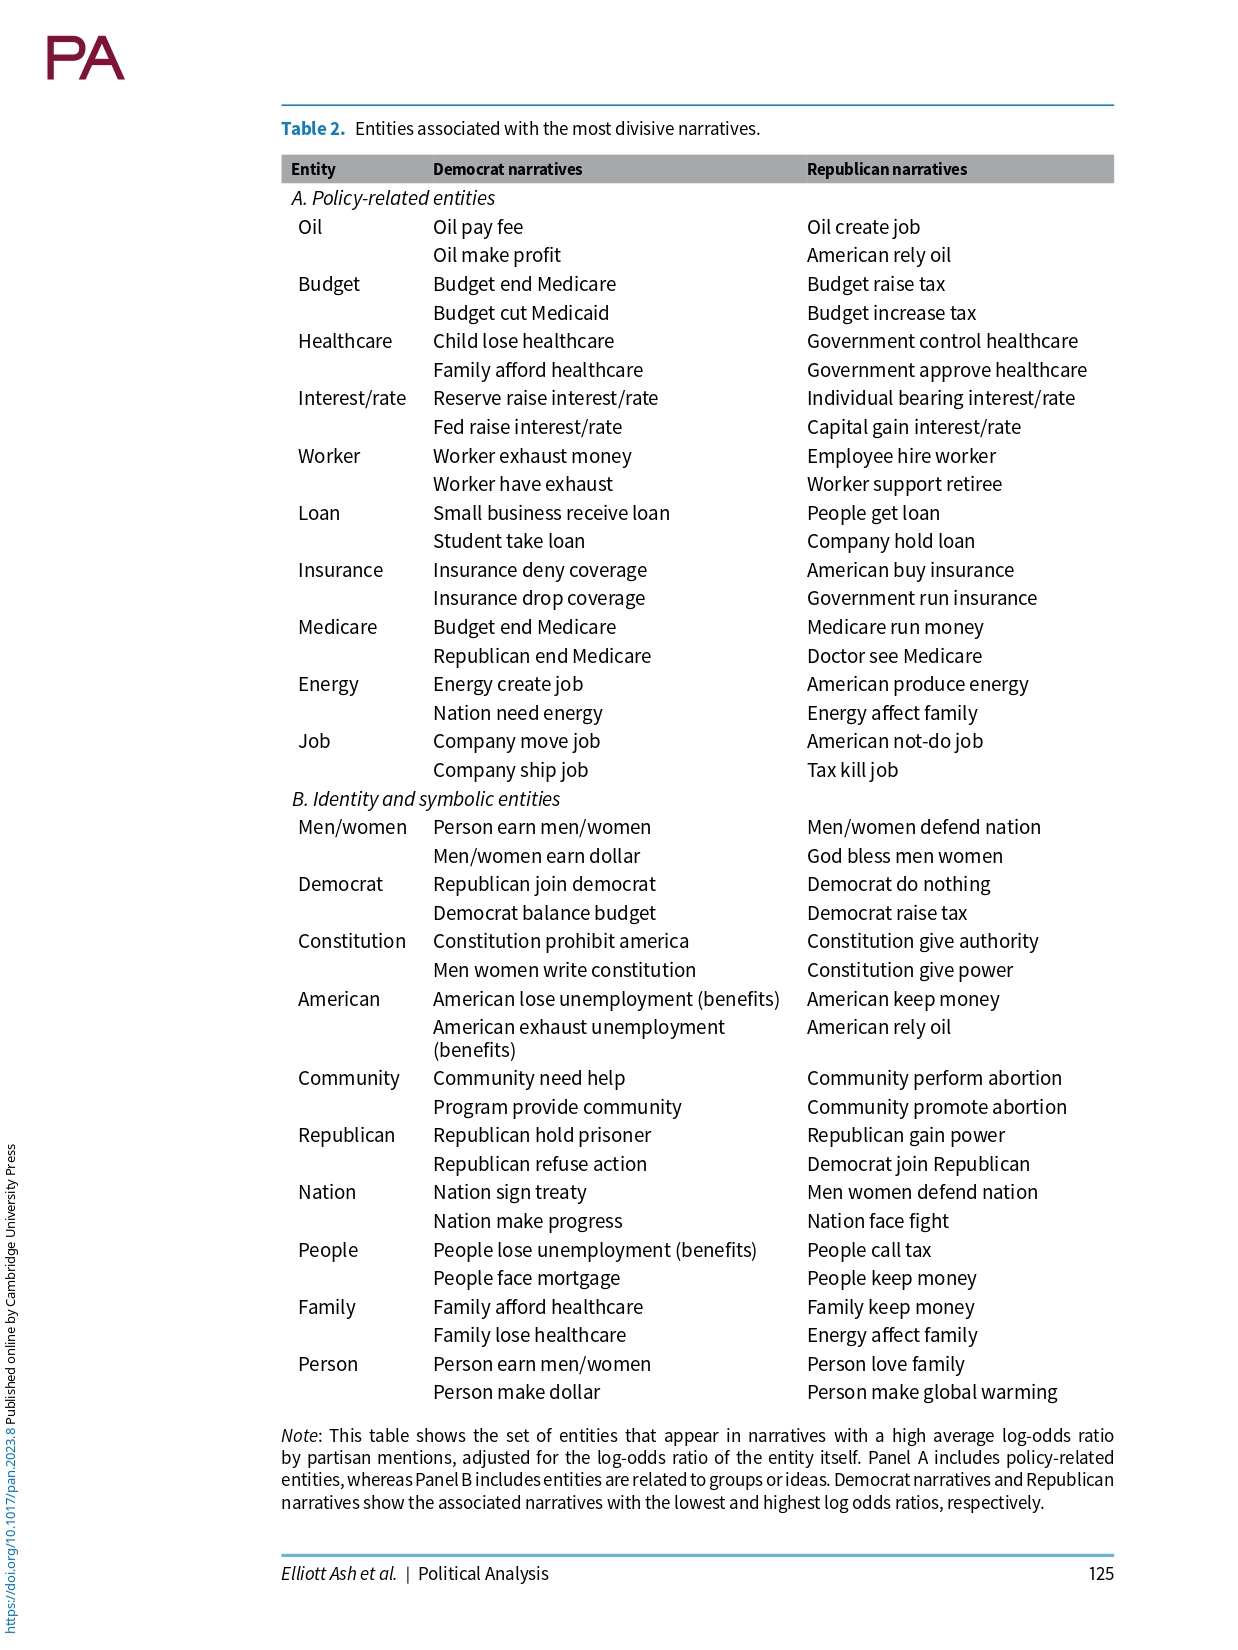 PA
Table 2. Entities associated with the most divisive narratives.
Entity Democrat narratives Republican narratives
A. Policy-related entities
Oil Oil pay fee Oil create job
Oil make profit American rely oil
Budget Budget end Medicare Budget raise tax
Budget cut Medicaid Budget increase tax
Healthcare Child lose healthcare Government control healthcare
Family afford healthcare Government approve healthcare
Interest/rate Reserve raise interest/rate Individual bearing interest/rate
Fed raise interest/rate Capital gain interest/rate
Worker Worker exhaust money Employee hire worker
Worker have exhaust Worker support retiree
Loan Small business receive loan People get loan
Student take loan Company hold loan
Insurance Insurance deny coverage American buy insurance
Insurance drop coverage Government run insurance
Medicare Budget end Medicare Medicare run money
Republican end Medicare Doctor see Medicare
Energy Energy create job American produce energy
Nation need energy Energy affect family
Job Company move job American not-do job
Company ship job Tax kill job
B. Identity and symbolic entities
Men/women Person earn men/women Men/women defend nation
Men/women earn dollar God bless men women
Democrat Republican join democrat Democrat do nothing
Democrat balance budget Democrat raise tax
Constitution Constitution prohibit america Constitution give authority
Men women write constitution Constitution give power
American American lose unemployment (benefits) American keep money
American exhaust unemployment American rely oil
(benefits)
Community Community need help Community perform abortion
Program provide community Community promote abortion
Republican Republican hold prisoner Republican gain power
Republican refuse action Democrat join Republican
Nation Nation sign treaty Men women defend nation
Nation make progress Nation face fight
People People lose unemployment (benefits) People call tax
People face mortgage People keep money
Family Family afford healthcare Family keep money
Family lose healthcare Energy affect family
Person Person earn men/women Person love family
Person make dollar Person make global warming
Note: This table shows the set of entities that appear in narratives with a high average log-odds ratio
by partisan mentions, adjusted for the log-odds ratio of the entity itself. Panel A includes policy-related
entities, whereas Panel B includes entities are related to groups or ideas. Democrat narratives and Republican
narratives show the associated narratives with the lowest and highest log odds ratios, respectively.
Elliott Ash et al. | Political Analysis 125
https://doi.org/10.1017/pan.2023.8 Published online by Cambridge University Press